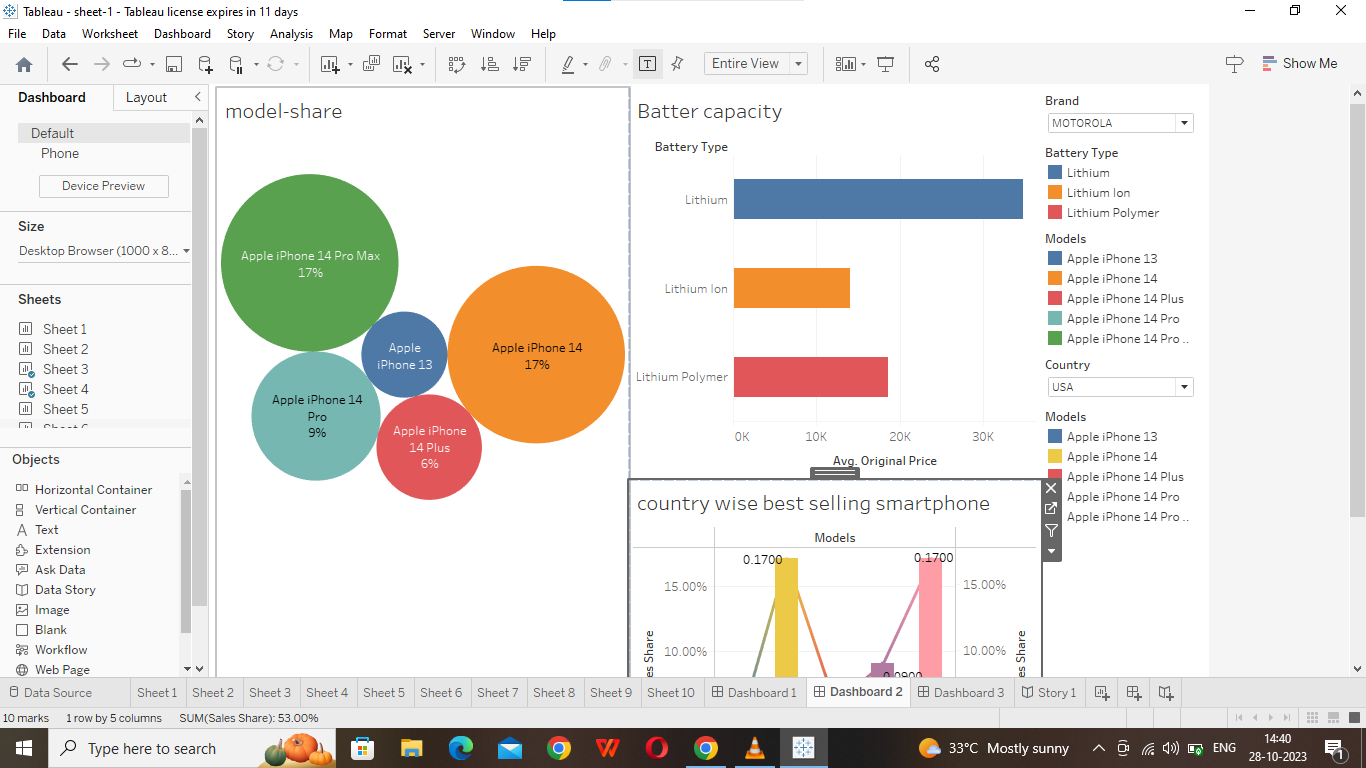 Tableau - sheet-1 - Tableau license expires in 11 days
File Data Worksheet Dashboard Story Analysis Map Format Server Window Help
Entire View
Show Me
Dashboard Layout
Default
Phone
Device Preview
Size
Desktop Browser (1000 x 8...
Sheets
Sheet 1
Sheet 2
Sheet 3
Sheet 4
Sheet 5
Objects
Horizontal Container
Vertical Container
Text
Extension
Ask Data
Data Story
Image
Blank
Workflow
Web Page
model-share
Apple iPhone 14 Pro Max
17%
Apple
iPhone 13
Apple iPhone 14
17%
Apple iPhone 14
Pro
9%
Apple iPhone
14 Plus
6%
Batter capacity
Battery Type
Lithium
Lithium Ion
Lithium Polymer
0K 10K 20K 30K
Avg. Original Price
country wise best selling smartphone
Models
0.1700 0.1700
15.00% 15.00%
10.00% 10.00%
0.0900
Brand
MOTOROLA
Battery Type
Lithium
Lithium Ion
Lithium Polymer
Models
Apple iPhone 13
Apple iPhone 14
Apple iPhone 14 Plus
Apple iPhone 14 Pro
Apple iPhone 14 Pro ..
Country
USA
Models
Apple iPhone 13
Apple iPhone 14
Apple iPhone 14 Plus
Apple iPhone 14 Pro
Apple iPhone 14 Pro ..
Data Source Sheet 1 Sheet 2 Sheet 3 Sheet 4 Sheet 5 Sheet 6 Sheet 7 Sheet 8 Sheet 9 Sheet 10 Dashboard 1 Dashboard 2 Dashboard 3 Story 1
10 marks 1 row by 5 columns SUM(Sales Share): 53.00%
Type here to search
33°C Mostly sunny
ENG
14:40
28-10-2023
1